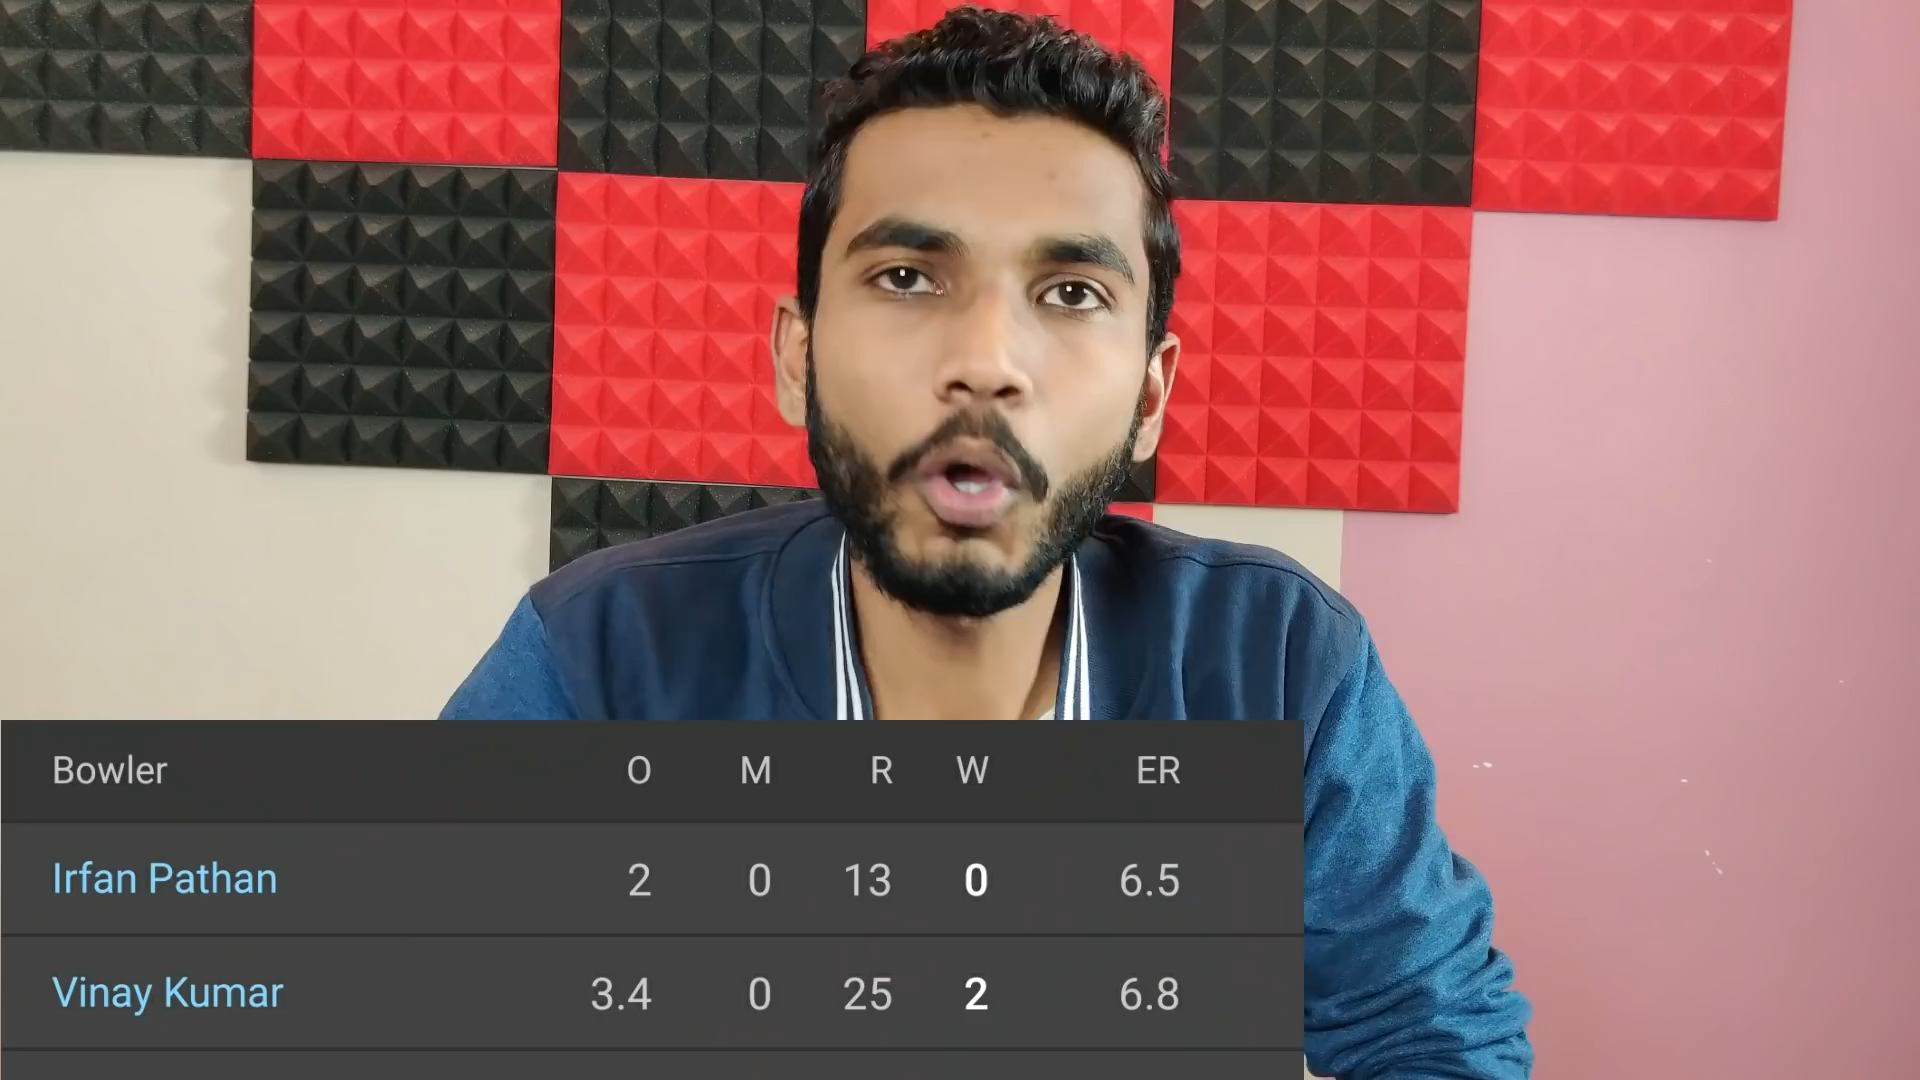 Bowler O M R W ER
Irfan Pathan 2 0 13 0 6.5
Vinay Kumar 3.4 0 25 2 6.8